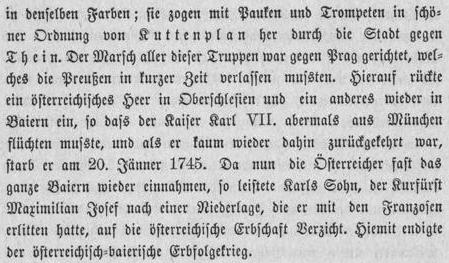 in denselben Farben; sie zogen mit Pauken und Trompeten in schö-
ner Ordnung von Kuttenplan her durch die Stadt gegen
Thein. Der Marsch aller dieser Truppen war gegen Prag gerichtet, wel-
ches die Preußen in kurzer Zeit verlassen mussten. Hierauf rückte
ein österreichisches Heer in Oberschlesien und ein anderes wieder in
Baiern ein, so dass der Kaiser Karl VII. abermals aus München
flüchten musste, und als er kaum wieder dahin zurückgekehrt war,
starb er am 20. Jänner 1745. Da nun die Österreicher fast das
ganze Baiern wieder einnahmen, so leistete Karls Sohn, der Kurfürst
Maximilian Josef nach einer Niederlage, die er mit den Franzosen
erlitten hatte, auf die österreichische Erbschaft Verzicht. Hiemit endigte
der österreichisch-baierische Erbfolgekrieg.